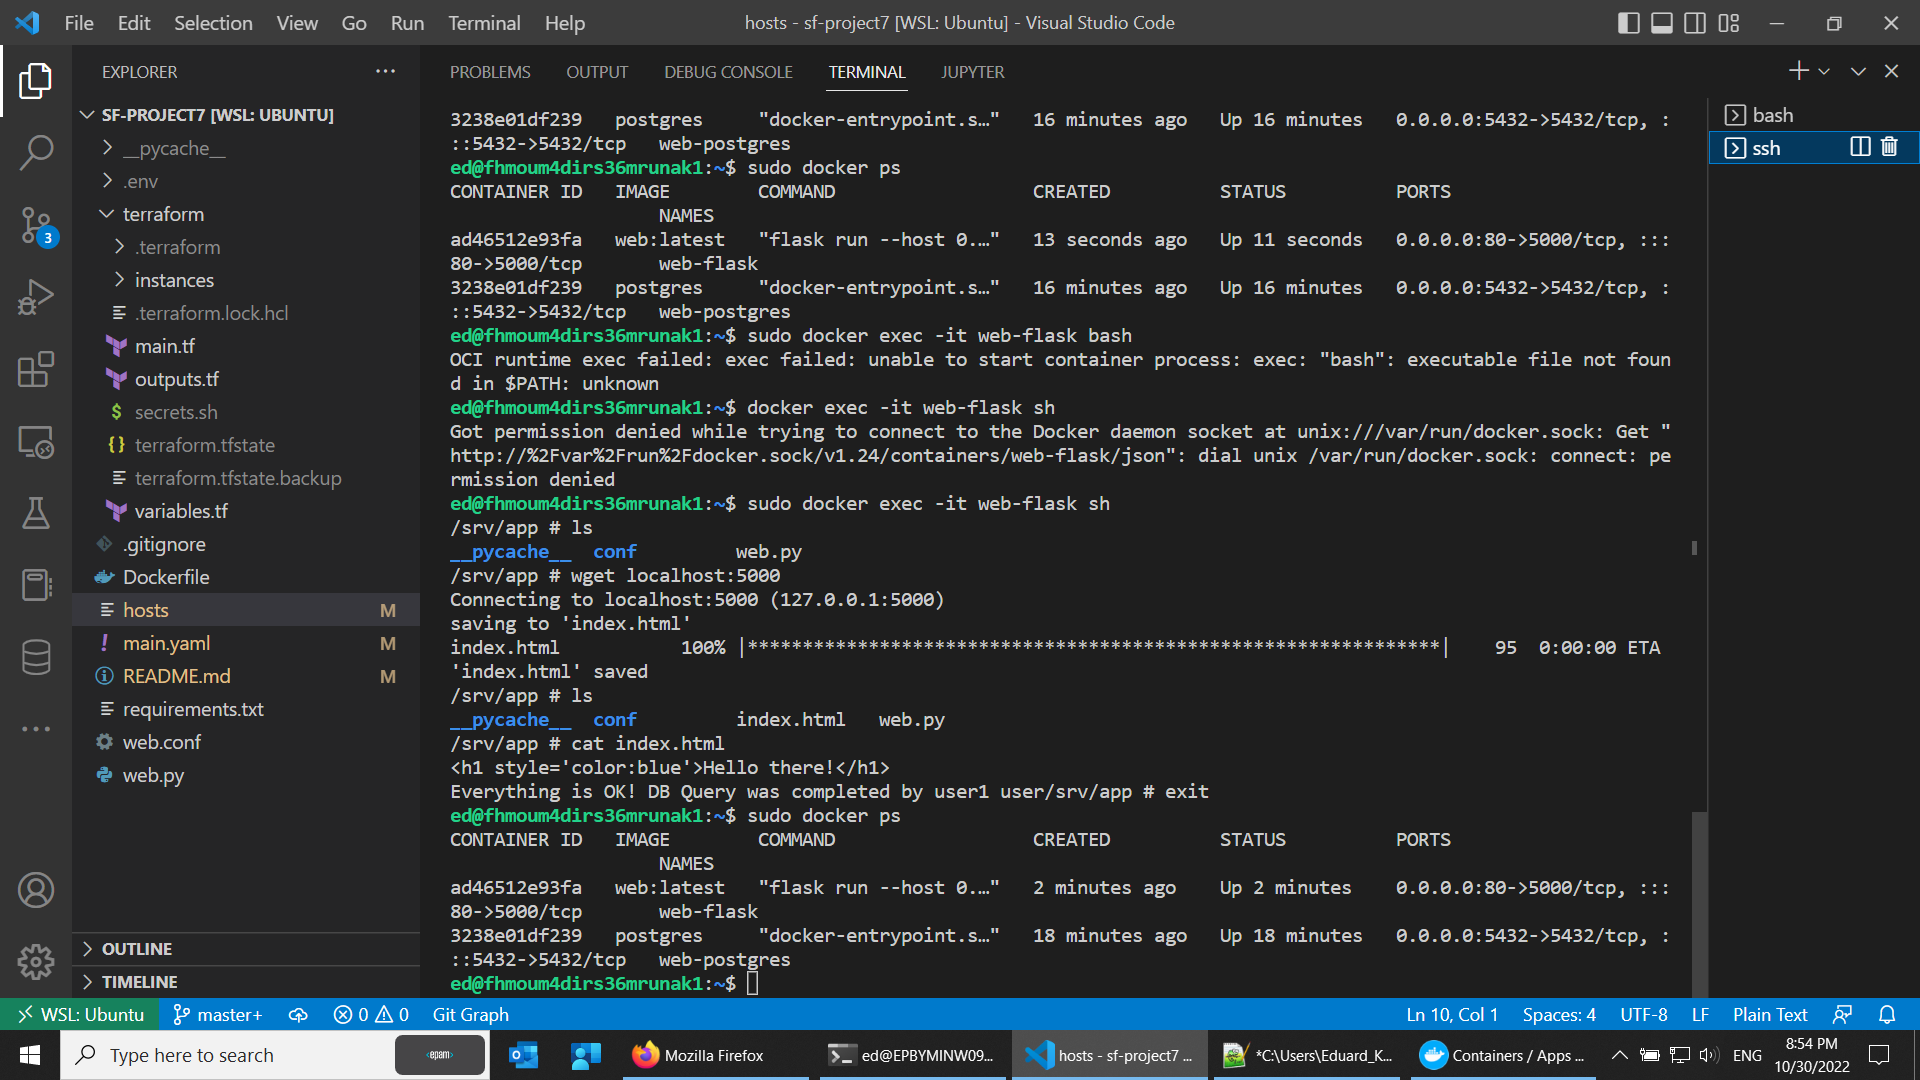 File Edit Selection View Go Run Terminal Help
hosts - sf-project7 [WSL: Ubuntu] - Visual Studio Code
EXPLORER
SF-PROJECT7 [WSL: UBUNTU]
__pycache__
.env
terraform
.terraform
instances
.terraform.lock.hcl
main.tf
outputs.tf
$ secrets.sh
{} terraform.tfstate
terraform.tfstate.backup
variables.tf
.gitignore
Dockerfile
hosts M
! main.yaml M
README.md M
requirements.txt
web.conf
web.py
OUTLINE
TIMELINE
3
PROBLEMS OUTPUT DEBUG CONSOLE TERMINAL JUPYTER
3238e01df239 postgres "docker-entrypoint.s…" 16 minutes ago Up 16 minutes 0.0.0.0:5432->5432/tcp, :
::5432->5432/tcp web-postgres
ed@fhmoum4dirs36mrunak1:~$ sudo docker ps
CONTAINER ID IMAGE COMMAND CREATED STATUS PORTS
NAMES
ad46512e93fa web:latest "flask run --host 0.…" 13 seconds ago Up 11 seconds 0.0.0.0:80->5000/tcp, :::
80->5000/tcp web-flask
3238e01df239 postgres "docker-entrypoint.s…" 16 minutes ago Up 16 minutes 0.0.0.0:5432->5432/tcp, :
::5432->5432/tcp web-postgres
ed@fhmoum4dirs36mrunak1:~$ sudo docker exec -it web-flask bash
OCI runtime exec failed: exec failed: unable to start container process: exec: "bash": executable file not foun
d in $PATH: unknown
ed@fhmoum4dirs36mrunak1:~$ docker exec -it web-flask sh
Got permission denied while trying to connect to the Docker daemon socket at unix:///var/run/docker.sock: Get "
http://%2Fvar%2Frun%2Fdocker.sock/v1.24/containers/web-flask/json": dial unix /var/run/docker.sock: connect: pe
rmission denied
ed@fhmoum4dirs36mrunak1:~$ sudo docker exec -it web-flask sh
/srv/app # ls
__pycache__ conf web.py
/srv/app # wget localhost:5000
Connecting to localhost:5000 (127.0.0.1:5000)
saving to 'index.html'
index.html 100% |***************************************************************| 95 0:00:00 ETA
'index.html' saved
/srv/app # ls
__pycache__ conf index.html web.py
/srv/app # cat index.html
<h1 style='color:blue'>Hello there!</h1>
Everything is OK! DB Query was completed by user1 user/srv/app # exit
ed@fhmoum4dirs36mrunak1:~$ sudo docker ps
CONTAINER ID IMAGE COMMAND CREATED STATUS PORTS
NAMES
ad46512e93fa web:latest "flask run --host 0.…" 2 minutes ago Up 2 minutes 0.0.0.0:80->5000/tcp, :::
80->5000/tcp web-flask
3238e01df239 postgres "docker-entrypoint.s…" 18 minutes ago Up 18 minutes 0.0.0.0:5432->5432/tcp, :
::5432->5432/tcp web-postgres
ed@fhmoum4dirs36mrunak1:~$
bash
ssh
WSL: Ubuntu master+ 0 0 Git Graph
Ln 10, Col 1 Spaces: 4 UTF-8 LF Plain Text
Type here to search
<epam>
Mozilla Firefox
ed@EPBYMINW09...
hosts - sf-project7 ...
*C:\Users\Eduard_K...
Containers / Apps ...
ENG
8:54 PM
10/30/2022